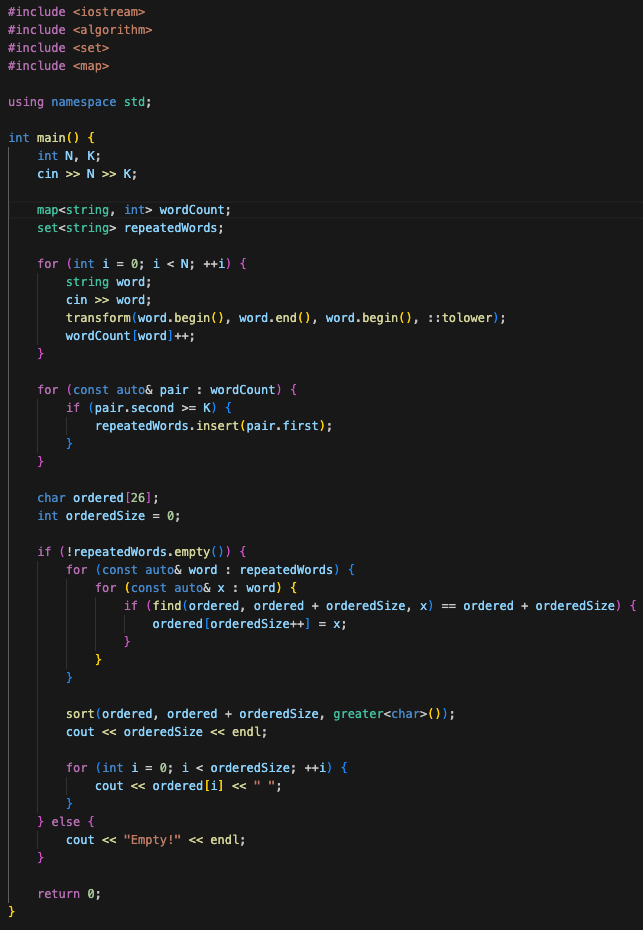 #include <iostream>
#include <algorithm>
#include <set>
#include <map>
using namespace std;
int main() {
int N, K;
cin >> N >> K;
map<string, int> wordCount;
set<string> repeatedWords;
for (int i = 0; i < N; ++i) {
string word;
cin >> word;
transform(word.begin(), word.end(), word.begin(), ::tolower);
wordCount[word]++;
}
for (const auto& pair : wordCount) {
if (pair.second >= K) {
repeatedWords.insert(pair.first);
}
}
char ordered[26];
int orderedSize = 0;
if (!repeatedWords.empty()) {
for (const auto& word : repeatedWords) {
for (const auto& x : word) {
if (find(ordered, ordered + orderedSize, x) == ordered + orderedSize) {
ordered[orderedSize++] = x;
}
}
}
sort(ordered, ordered + orderedSize, greater<char>());
cout << orderedSize << endl;
for (int i = 0; i < orderedSize; ++i) {
cout << ordered[i] << " ";
}
} else {
cout << "Empty!" << endl;
}
return 0;
}